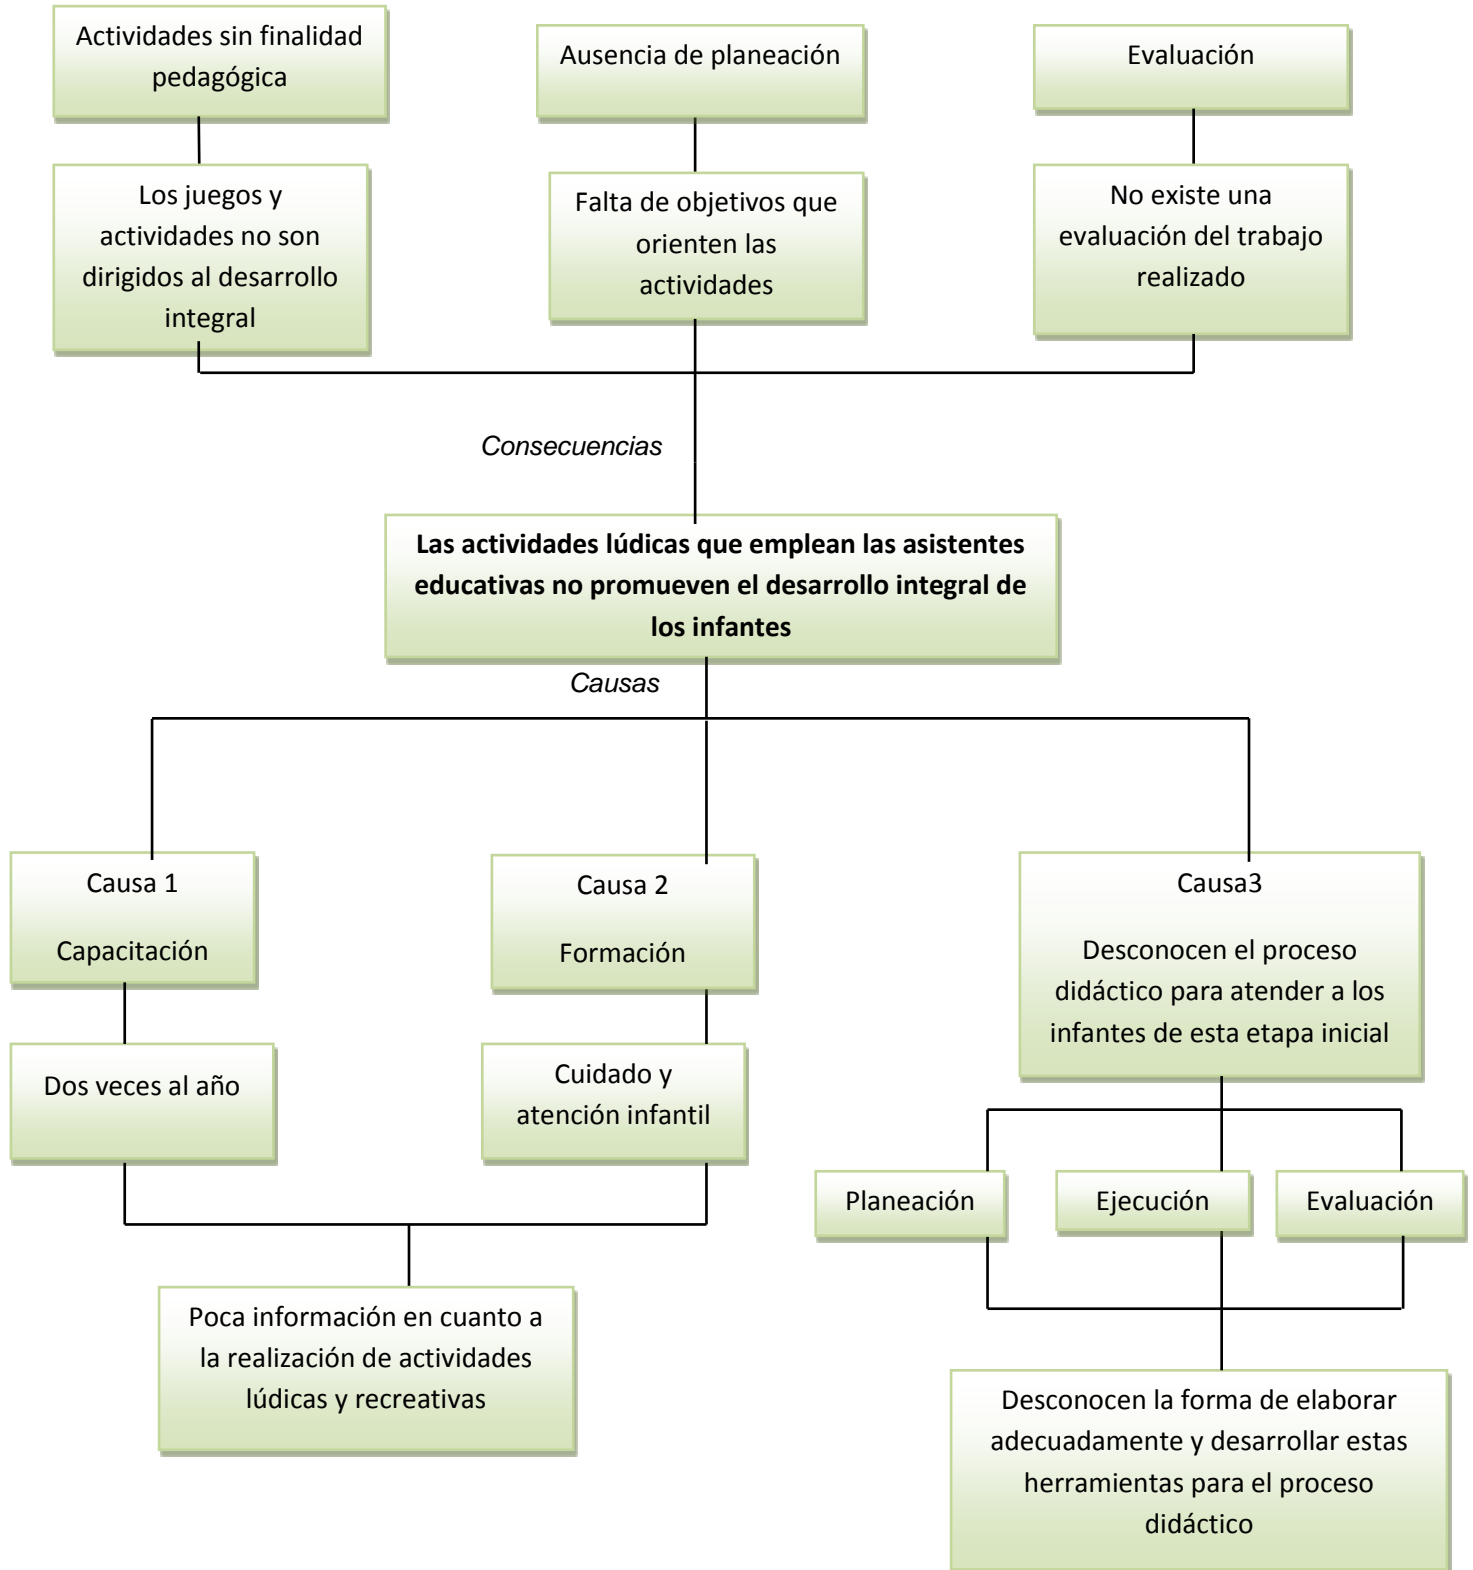 Actividades sin finalidad
pedagógica
Ausencia de planeación
Evaluación
Los juegos y
actividades no son
dirigidos al desarrollo
integral
Falta de objetivos que
orienten las
actividades
No existe una
evaluación del trabajo
realizado
Consecuencias
Las actividades lúdicas que emplean las asistentes
educativas no promueven el desarrollo integral de
los infantes
Causas
Causa 1
Capacitación
Causa 2
Formación
Causa3
Desconocen el proceso
didáctico para atender a los
infantes de esta etapa inicial
Dos veces al año
Cuidado y
atención infantil
Planeación
Ejecución
Evaluación
Poca información en cuanto a
la realización de actividades
lúdicas y recreativas
Desconocen la forma de elaborar
adecuadamente y desarrollar estas
herramientas para el proceso
didáctico